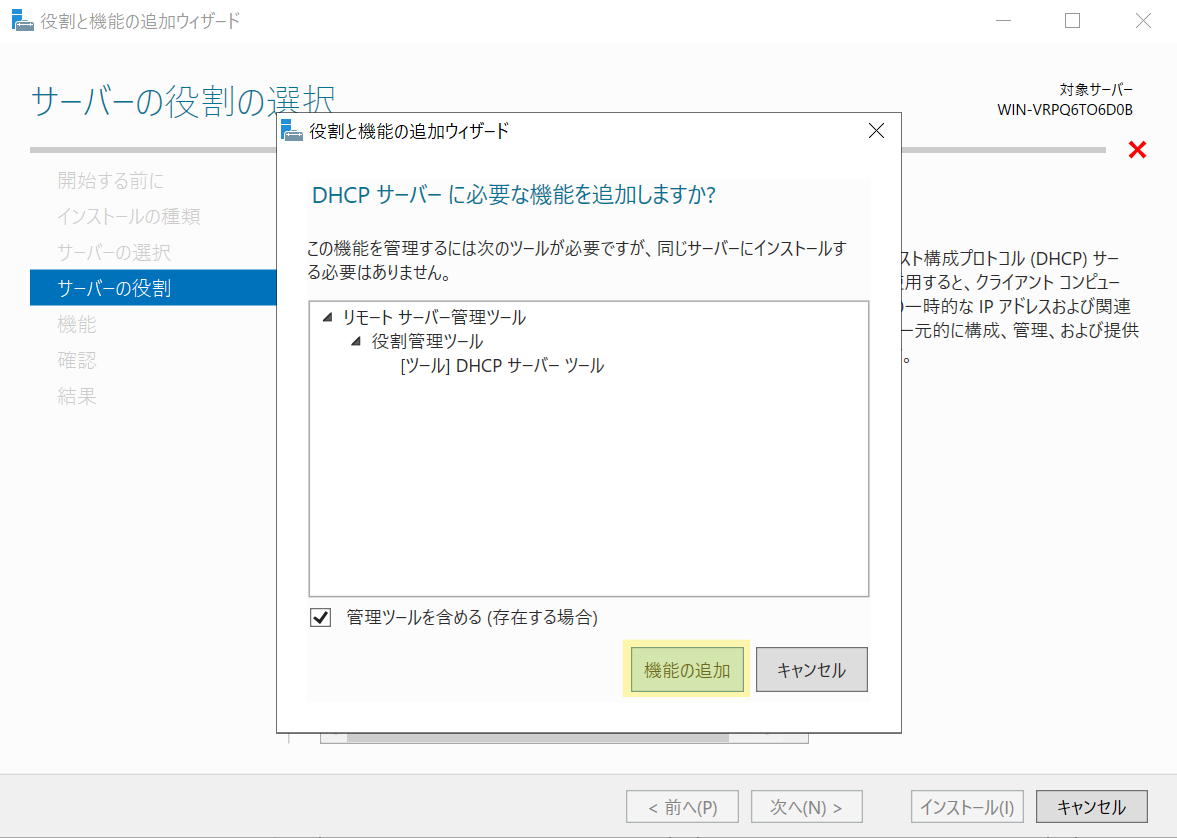 役割と機能の追加ウィザード
サーバーの役割の選択
対象サーバー
WIN-VRPQ6TO6D0B
開始する前に
インストールの種類
サーバーの選択
サーバーの役割
機能
確認
結果
役割と機能の追加ウィザード
DHCP サーバー に必要な機能を追加しますか?
この機能を管理するには次のツールが必要ですが、同じサーバーにインストールす
る必要はありません。
リモート サーバー管理ツール
役割管理ツール
[ツール] DHCP サーバー ツール
管理ツールを含める (存在する場合)
機能の追加
キャンセル
スト構成プロトコル (DHCP) サー
用すると、クライアント コンピュー
一時的な IP アドレスおよび関連
一元的に構成、管理、および提供
。
< 前へ(P)
次へ(N) >
インストール(I)
キャンセル